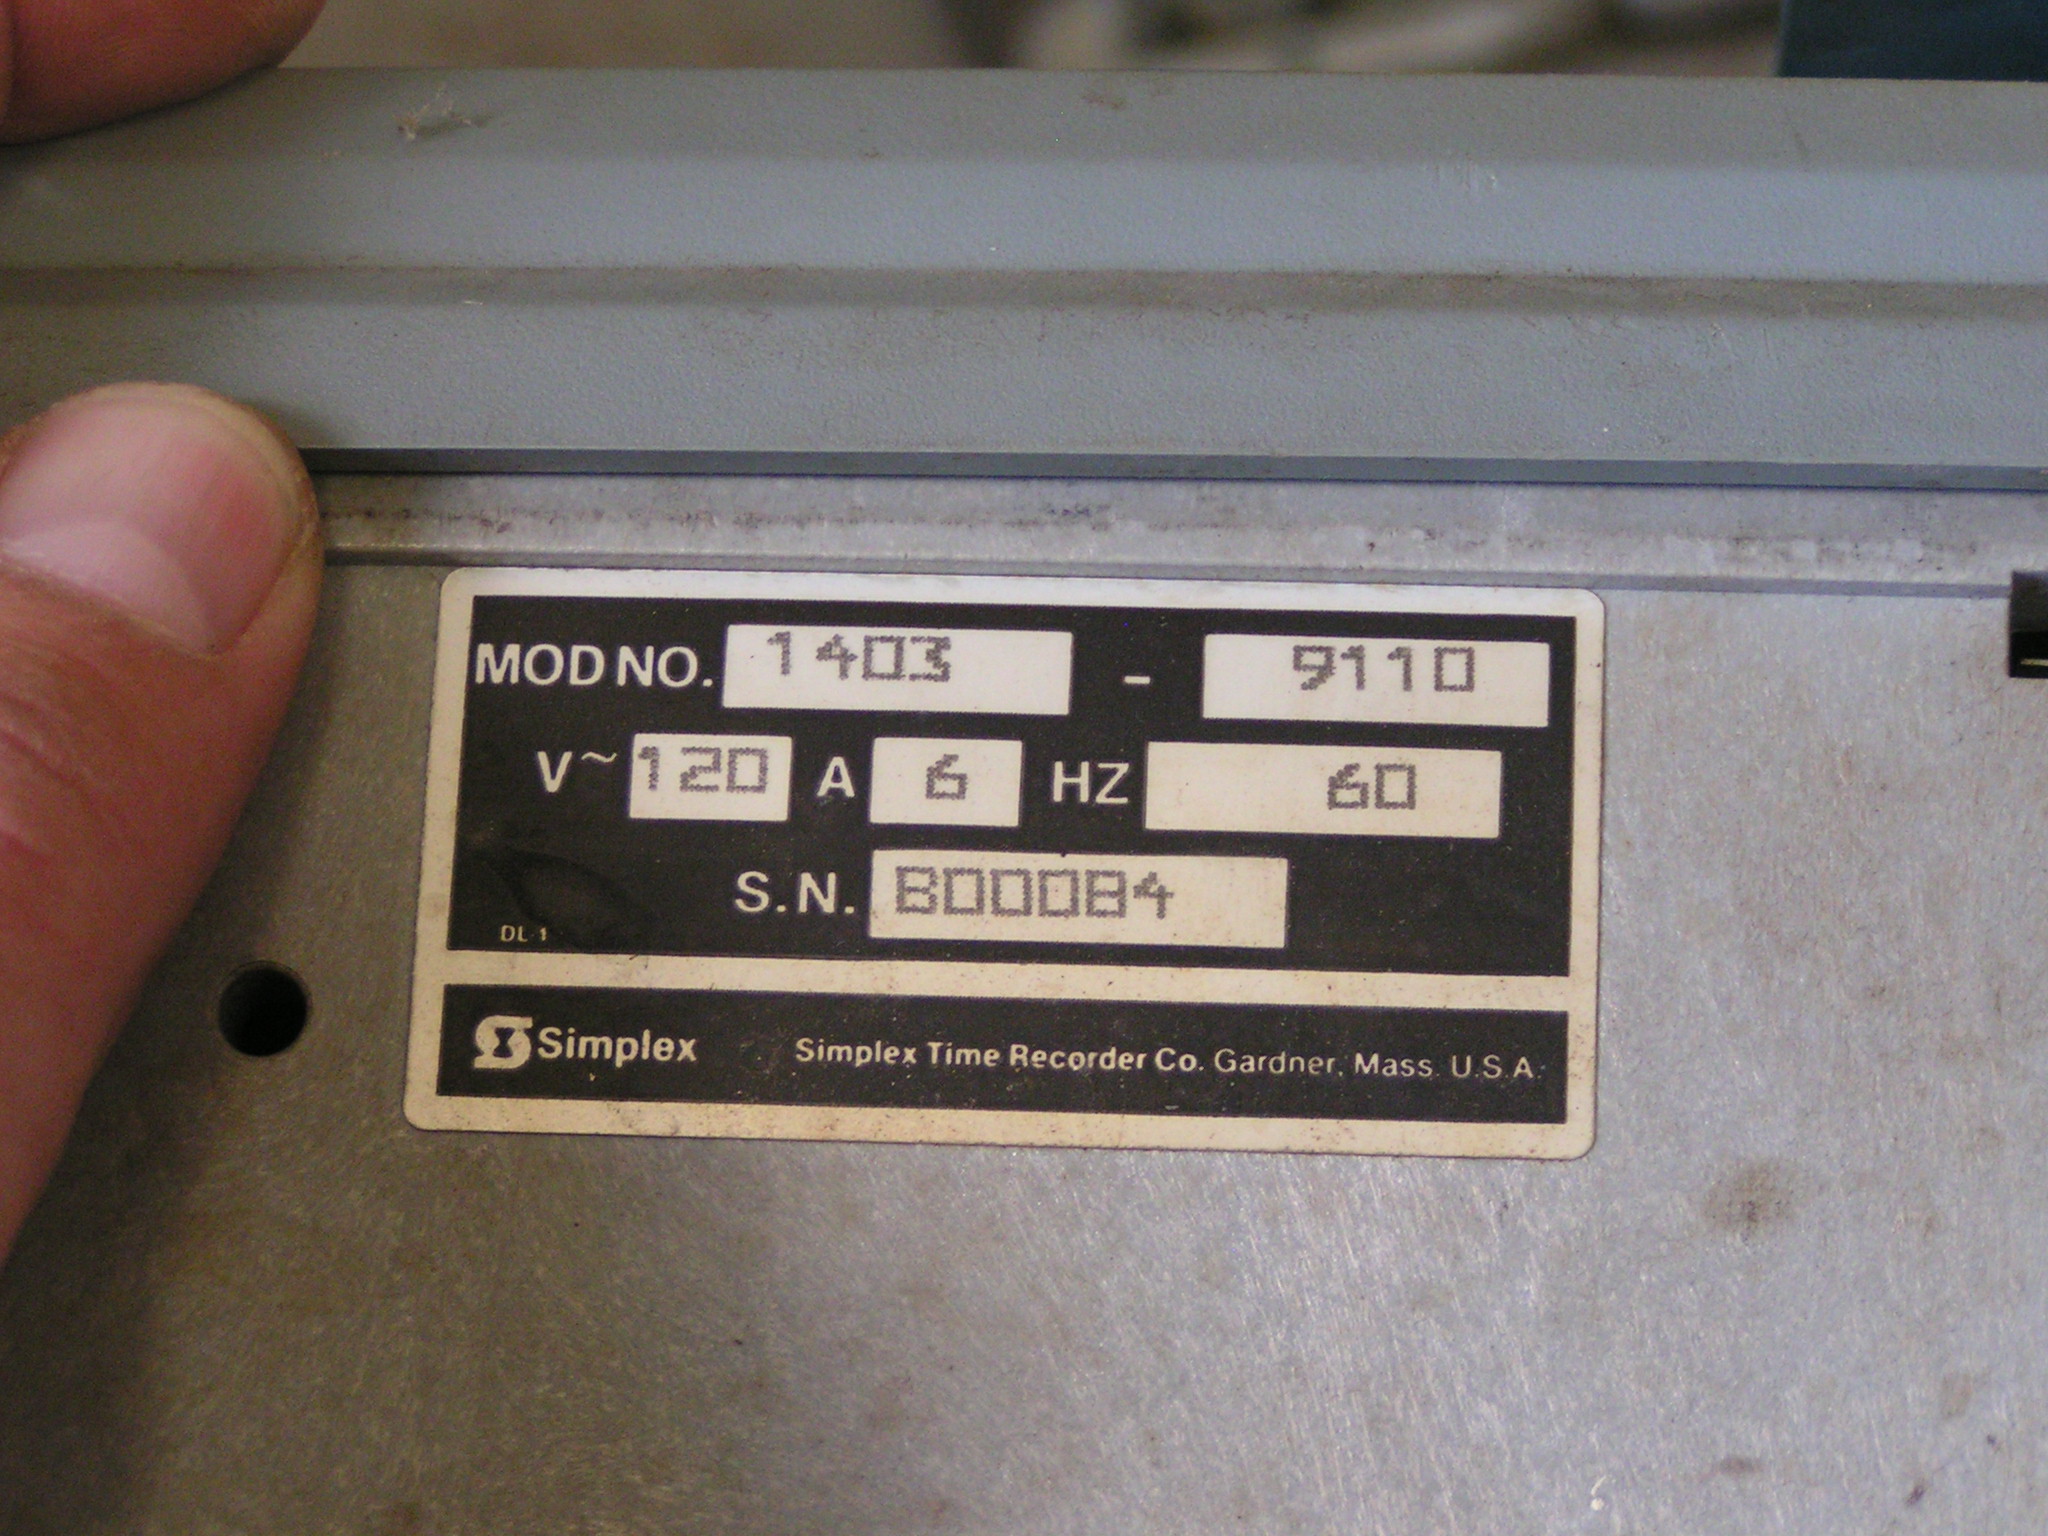 MOD NO. 1403 - 9110
V~ 120 A 6 HZ 60
S.N. B00084
DL-1
Simplex Simplex Time Recorder Co. Gardner, Mass. U.S.A.